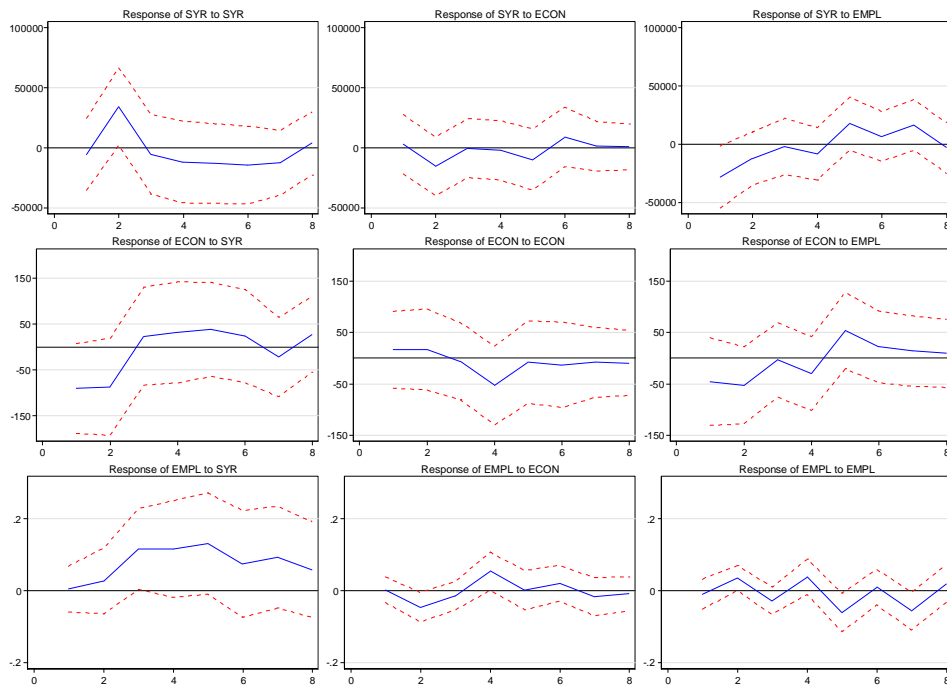 Response of SYR to SYR
100000
50000
0
-50000
0 2 4 6 8
Response of SYR to ECON
100000
50000
0
-50000
0 2 4 6 8
Response of SYR to EMPL
100000
50000
0
-50000
0 2 4 6 8
Response of ECON to SYR
150
50
-50
-150
0 2 4 6 8
Response of ECON to ECON
150
50
-50
-150
0 2 4 6 8
Response of ECON to EMPL
150
50
-50
-150
0 2 4 6 8
Response of EMPL to SYR
.2
0
-.2
0 2 4 6 8
Response of EMPL to ECON
.2
0
-.2
0 2 4 6 8
Response of EMPL to EMPL
.2
0
-.2
0 2 4 6 8